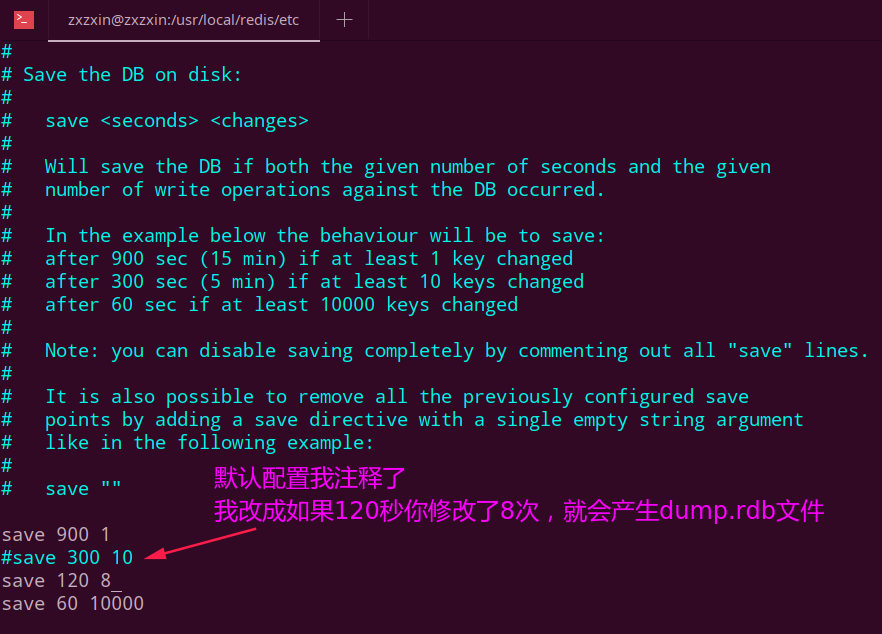 zxzxin@zxzxin:/usr/local/redis/etc
#
# Save the DB on disk:
#
#   save <seconds> <changes>
#
#   Will save the DB if both the given number of seconds and the given
#   number of write operations against the DB occurred.
#
#   In the example below the behaviour will be to save:
#   after 900 sec (15 min) if at least 1 key changed
#   after 300 sec (5 min) if at least 10 keys changed
#   after 60 sec if at least 10000 keys changed
#
#   Note: you can disable saving completely by commenting out all "save" lines.
#
#   It is also possible to remove all the previously configured save
#   points by adding a save directive with a single empty string argument
#   like in the following example:
#
#   save ""
默认配置我注释了
我改成如果120秒你修改了8次，就会产生dump.rdb文件
save 900 1
#save 300 10
save 120 8
save 60 10000